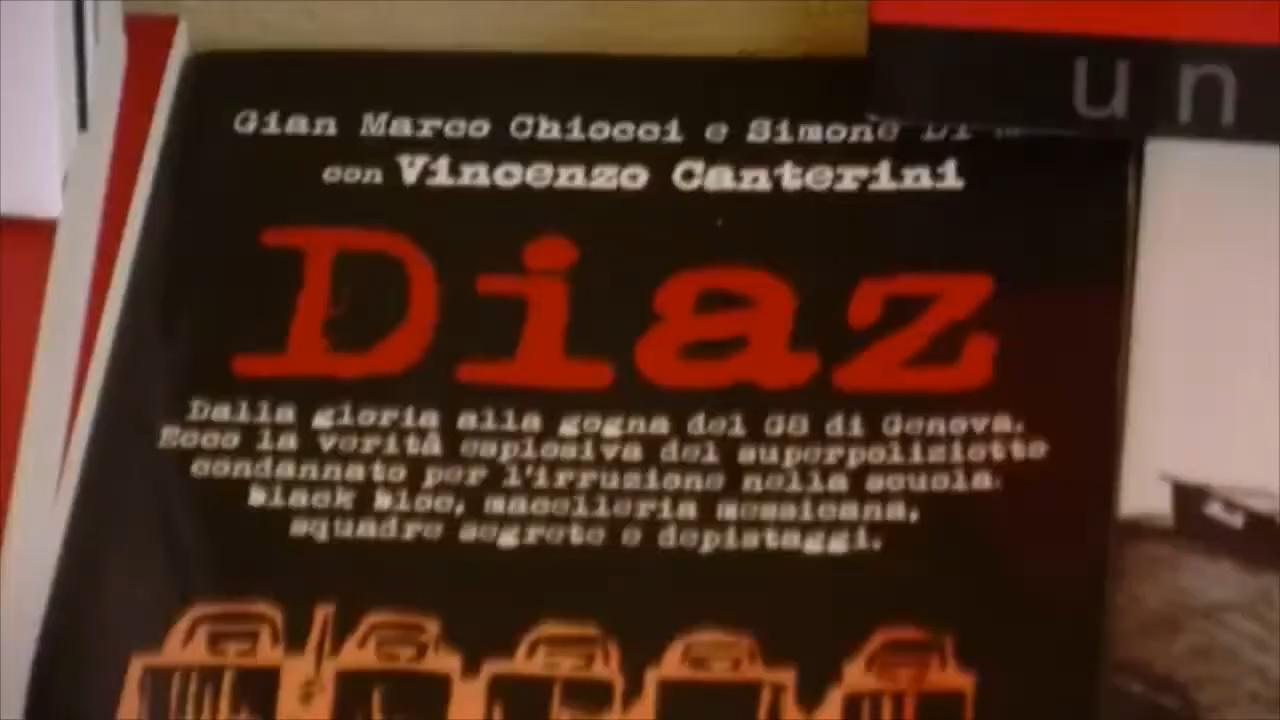 un
Gian Marco Chiocci e Simone Di
con Vincenzo Canterini
Diaz
Dalla gloria alla gogna del G8 di Genova.
Ecco la verità esplosiva del superpoliziotto
condannato per l'irruzione nella scuola.
Black Bloc, macelleria messicana,
squadre segrete e depistaggi.